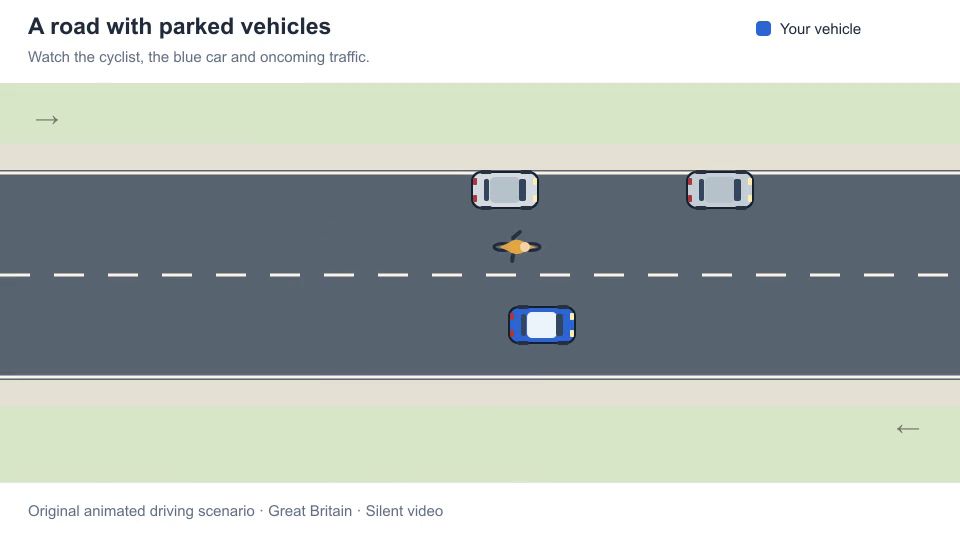 A road with parked vehicles
Your vehicle
Watch the cyclist, the blue car and oncoming traffic.
→
←
Original animated driving scenario · Great Britain · Silent video